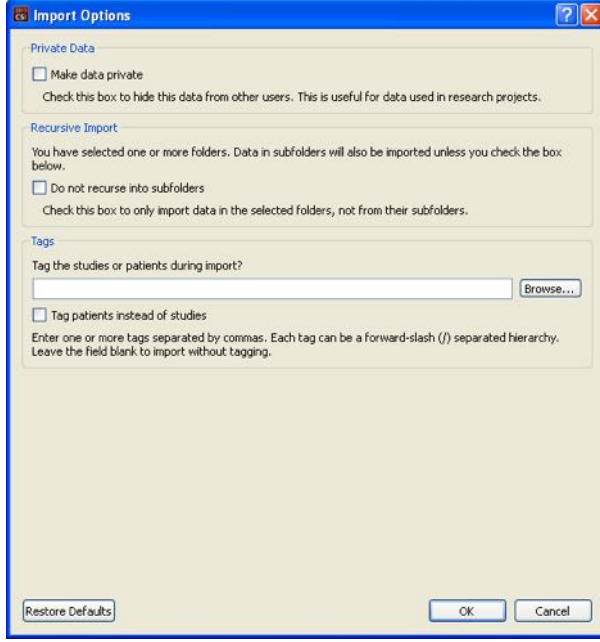 CSI Import Options
Private Data
Make data private
Check this box to hide this data from other users. This is useful for data used in research projects.
Recursive Import
You have selected one or more folders. Data in subfolders will also be imported unless you check the box
below.
Do not recurse into subfolders
Check this box to only import data in the selected folders, not from their subfolders.
Tags
Tag the studies or patients during import?
Browse...
Tag patients instead of studies
Enter one or more tags separated by commas. Each tag can be a forward-slash (/) separated hierarchy.
Leave the field blank to import without tagging.
Restore Defaults OK Cancel